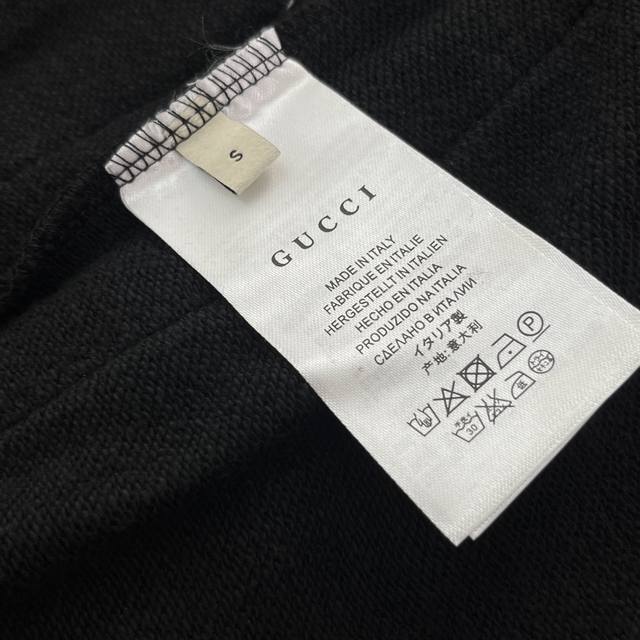 S
GUCCI
MADE IN ITALY
FABRIQUE EN ITALIE
HERGESTELLT IN ITALIEN
HECHO EN ITALIA
PRODUZIDO NA ITALIA
СДЕЛАНО В ИТАЛИИ
イタリア製
产地:意大利
P
30